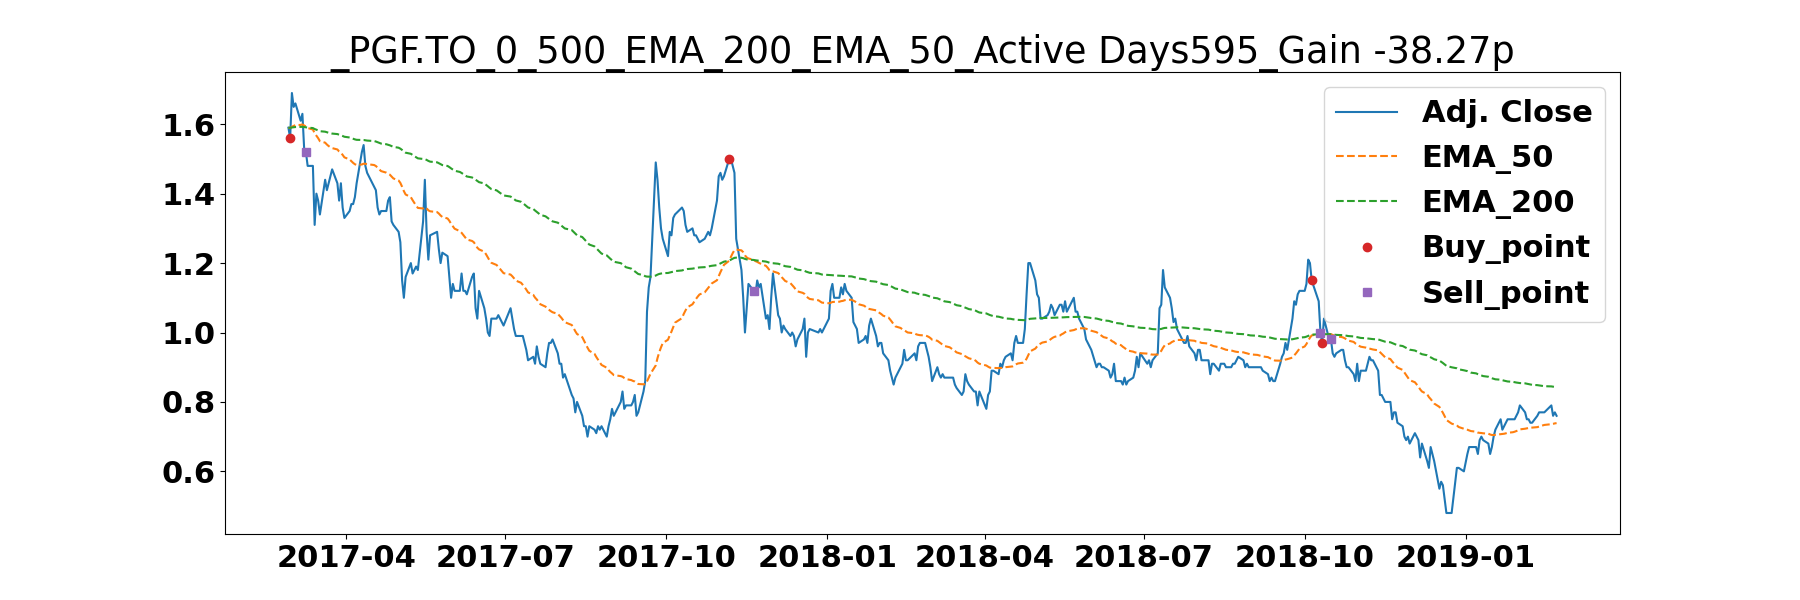 _PGF.TO_0_500_EMA_200_EMA_50_Active Days595_Gain -38.27p
Adj. Close
EMA_50
EMA_200
Buy_point
Sell_point
1.6
1.4
1.2
1.0
0.8
0.6
2017-04 2017-07 2017-10 2018-01 2018-04 2018-07 2018-10 2019-01